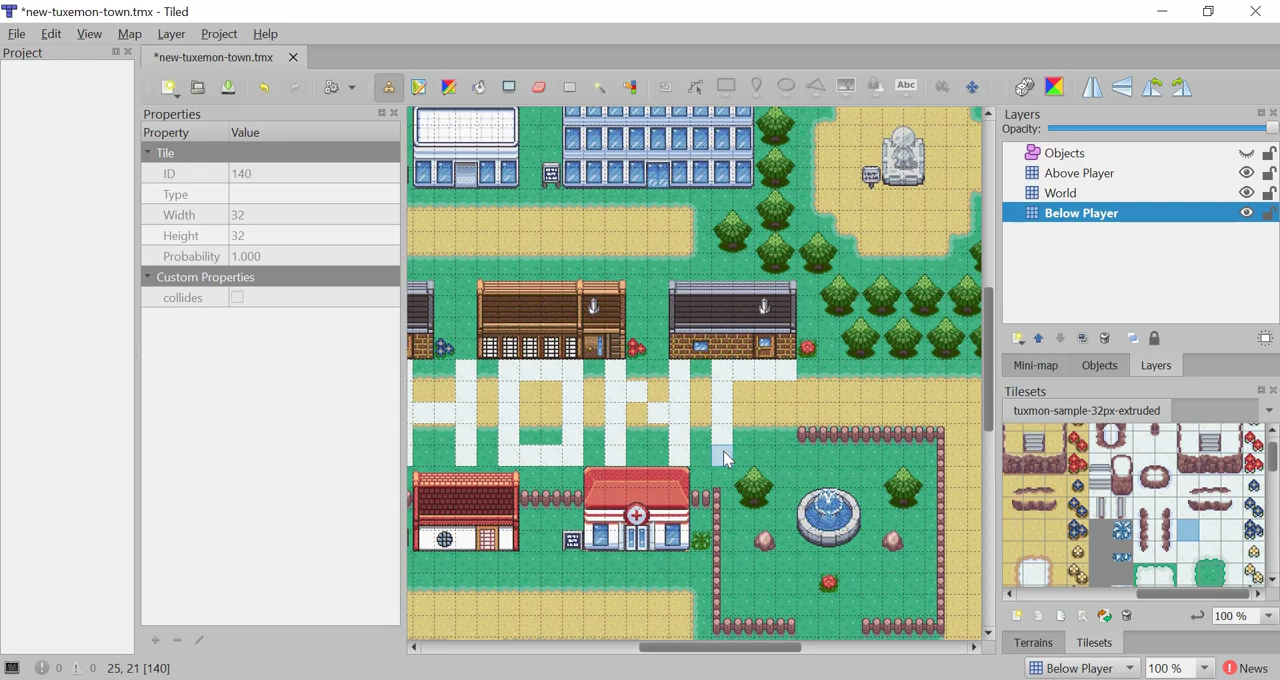 *new-tuxemon-town.tmx - Tiled
File Edit View Map Layer Project Help
Project
*new-tuxemon-town.tmx
Abc
Properties
Property Value
Tile
ID 140
Type
Width 32
Height 32
Probability 1.000
Custom Properties
collides
Layers
Opacity:
Objects
Above Player
World
Below Player
Mini-map Objects Layers
Tilesets
tuxmon-sample-32px-extruded
100 %
Terrains Tilesets
0 0 25, 21 [140]
Below Player 100 % News